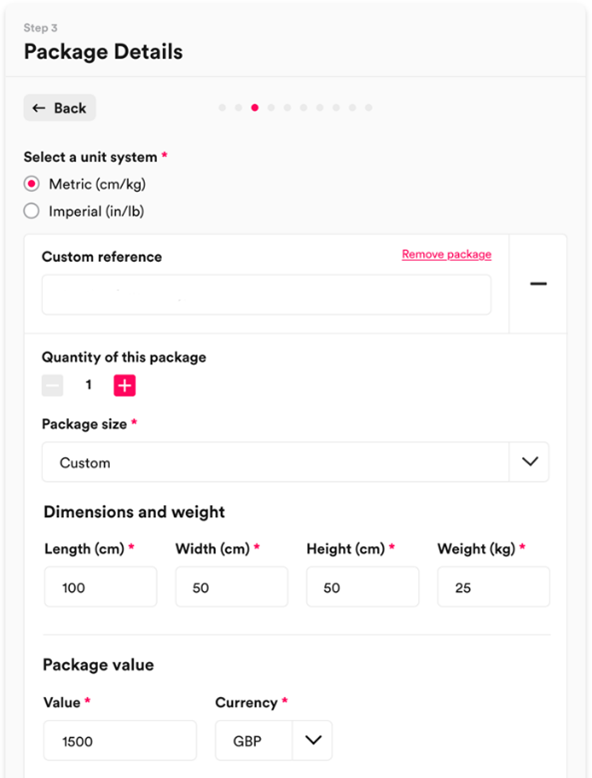 Step 3
Package Details
← Back
Select a unit system *
Metric (cm/kg)
Imperial (in/lb)
Custom reference
Remove package
Quantity of this package
1
Package size *
Custom
Dimensions and weight
Length (cm) * Width (cm) * Height (cm) * Weight (kg) *
100 50 50 25
Package value
Value * Currency *
1500 GBP